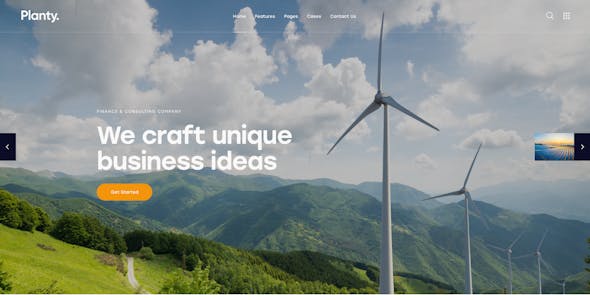 Planty.
Home Features Pages Cases Contact Us
FINANCE & CONSULTING COMPANY
We craft unique
business ideas
Get Started